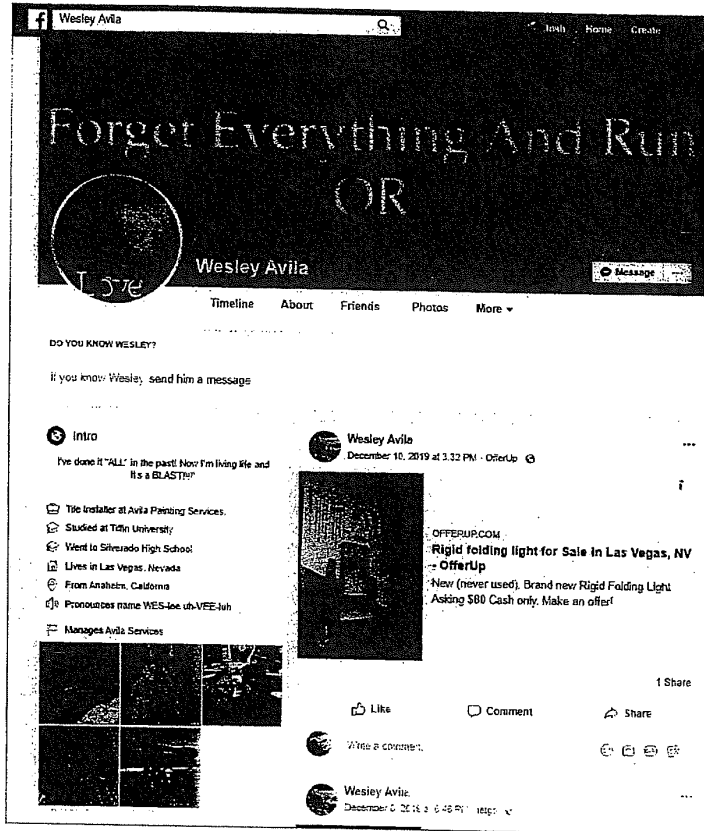 f
Wesley Avila
Josh Home Create
Forget Everything And Run
OR
Love
Wesley Avila
Message
Timeline About Friends Photos More
DO YOU KNOW WESLEY?
If you know Wesley send him a message
Intro
I've done it "ALL" in the past! Now I'm living life and
it's a BLAST!!!"
Tile Installer at Avila Painting Services.
Studied at Tiffin University
Went to Silverado High School
Lives in Las Vegas, Nevada
From Anaheim, California
Pronounces name WES-lee uh-VEE-luh
Manages Avila Services
Wesley Avila
December 10, 2019 at 3:32 PM · OfferUp
OFFERUP.COM
Rigid folding light for Sale in Las Vegas, NV
- OfferUp
New (never used). Brand new Rigid Folding Light
Asking $80 Cash only. Make an offer!
1 Share
Like Comment Share
Write a comment.
Wesley Avila
December